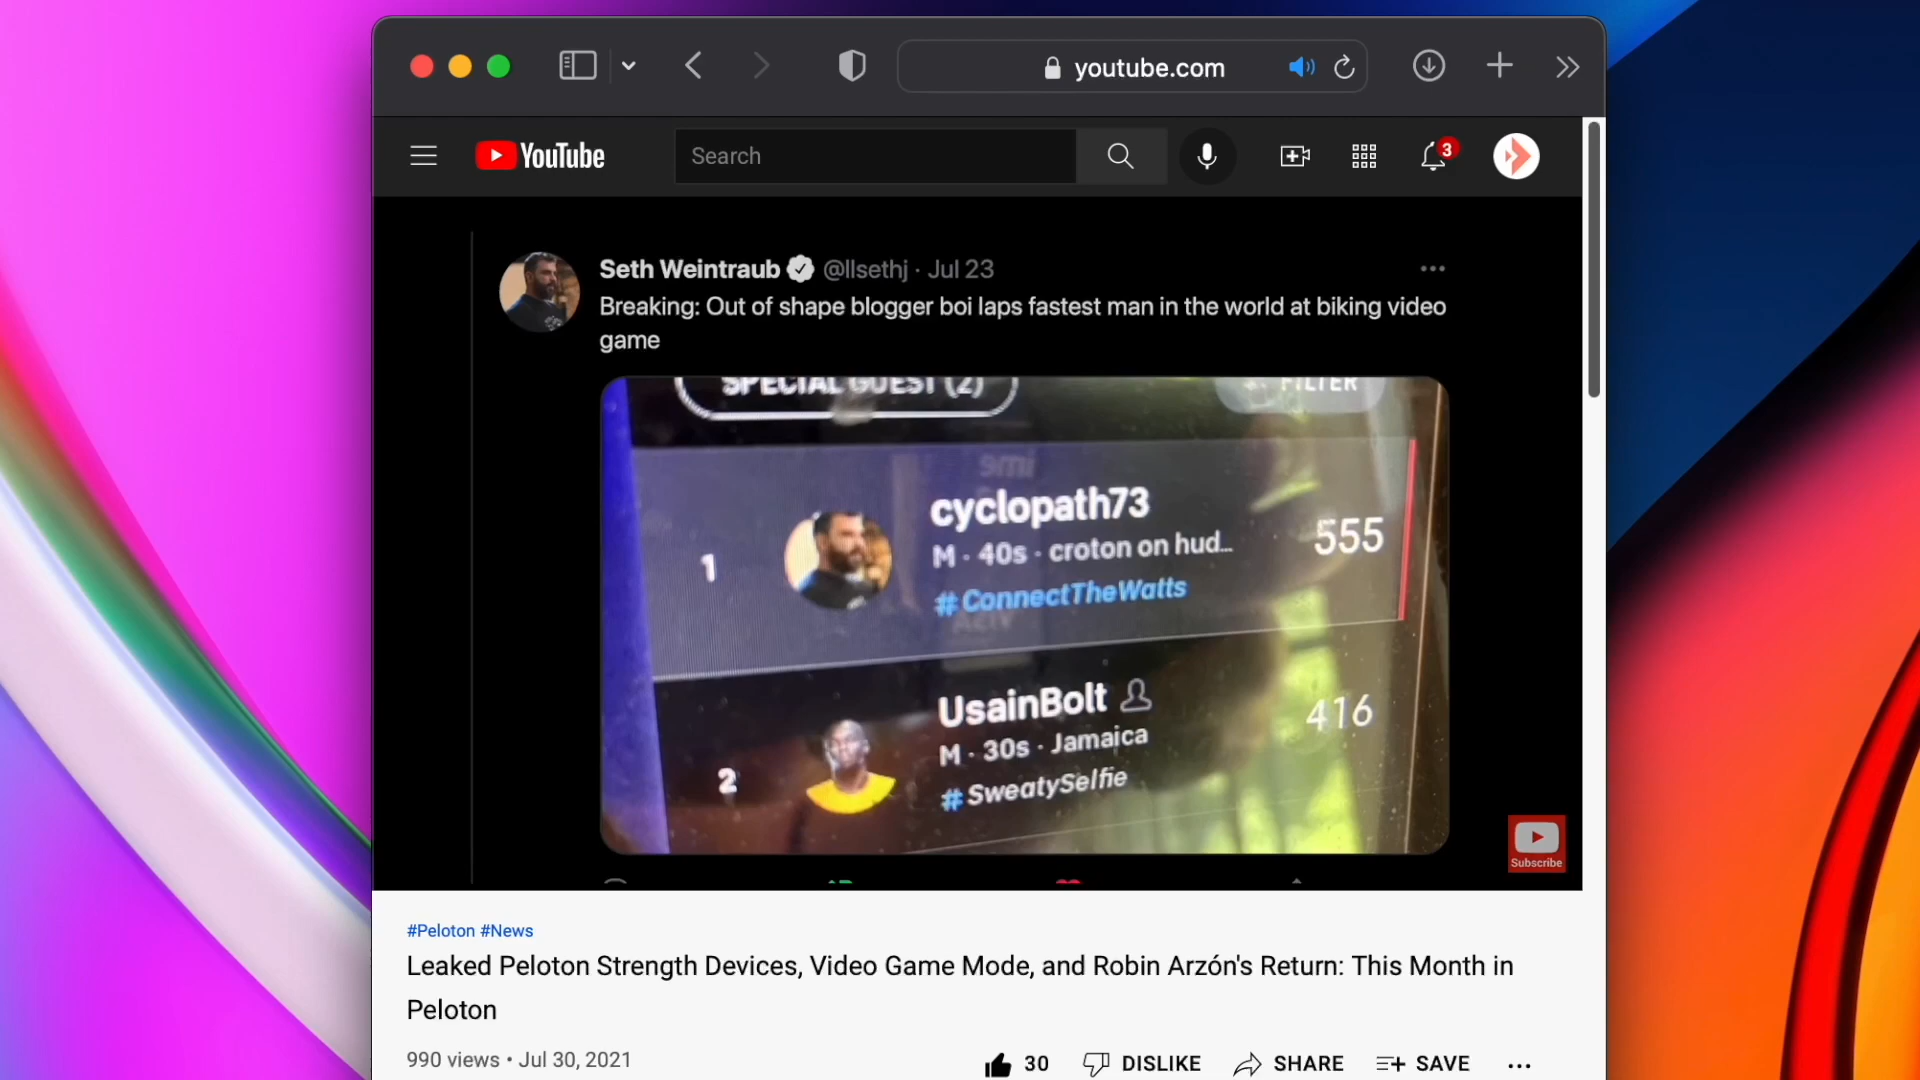 youtube.com
YouTube
Search
3
Seth Weintraub @llsethj · Jul 23
Breaking: Out of shape blogger boi laps fastest man in the world at biking video
game
SPECIAL GUEST (2)
FILTER
9mi
cyclopath73
1
M · 40s · croton on hud...
555
#ConnectTheWatts
UsainBolt
2
M · 30s · Jamaica
416
#SweatySelfie
Subscribe
#Peloton #News
Leaked Peloton Strength Devices, Video Game Mode, and Robin Arzón's Return: This Month in
Peloton
990 views • Jul 30, 2021
30
DISLIKE
SHARE
SAVE